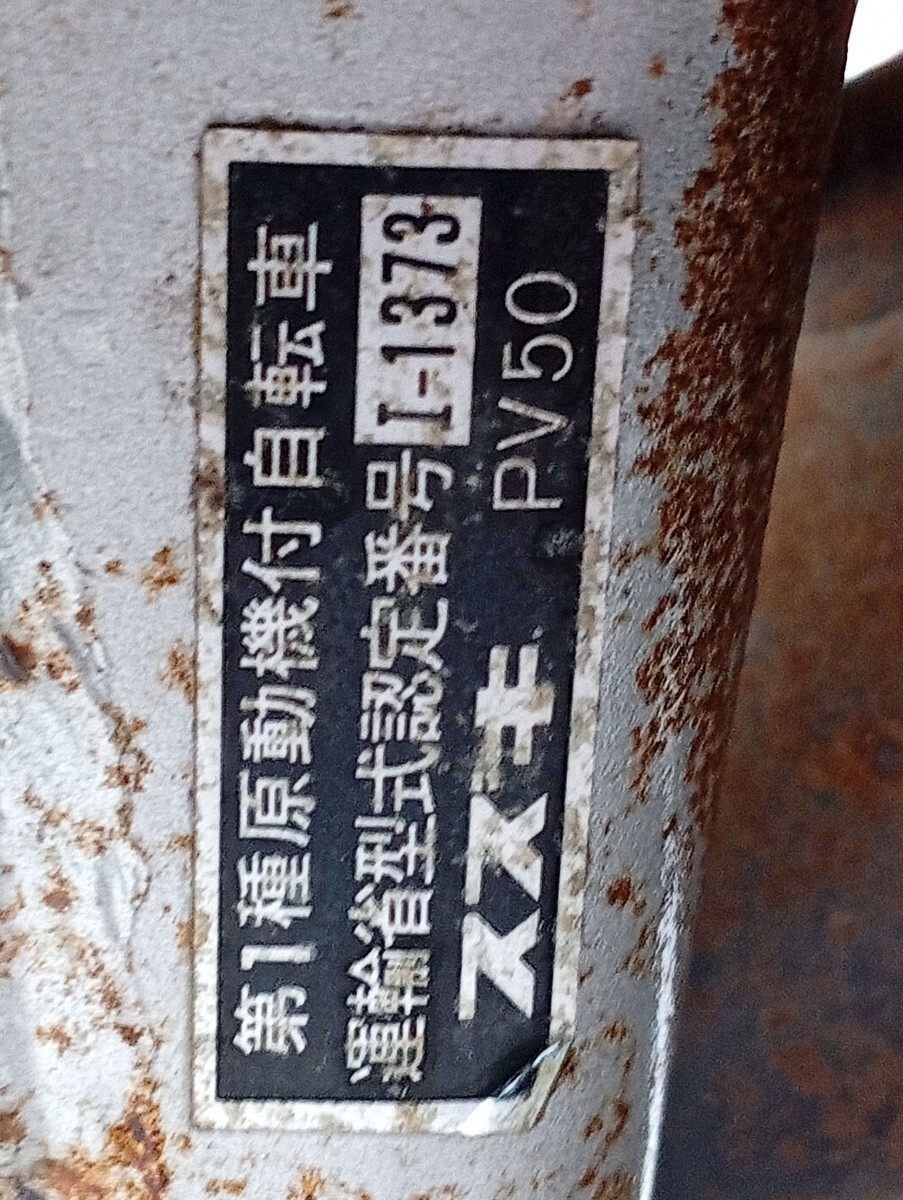 第1種原動機付自転車
運輸省型式認定番号 I-1373
スズキ PV50